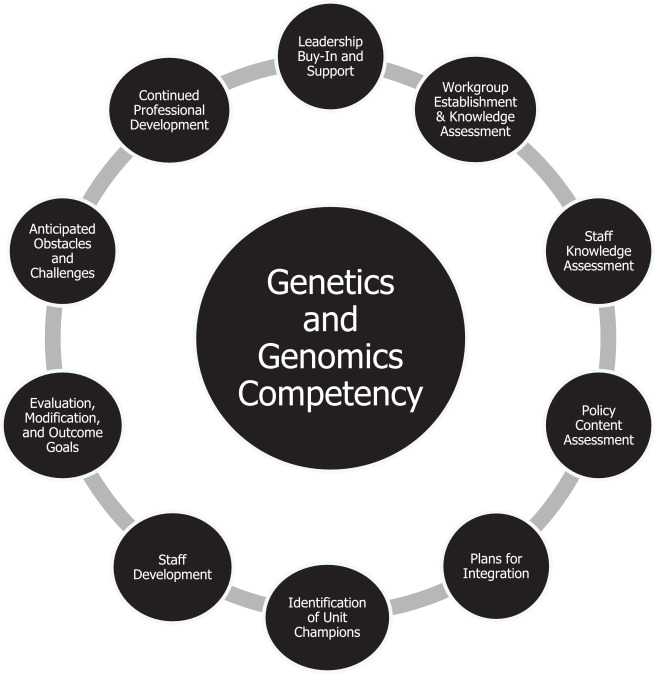 Leadership
Buy-In and
Support
Workgroup
Establishment
& Knowledge
Assessment
Staff
Knowledge
Assessment
Policy
Content
Assessment
Plans for
Integration
Identification
of Unit
Champions
Staff
Development
Evaluation,
Modification,
and Outcome
Goals
Anticipated
Obstacles
and
Challenges
Continued
Professional
Development
Genetics
and
Genomics
Competency